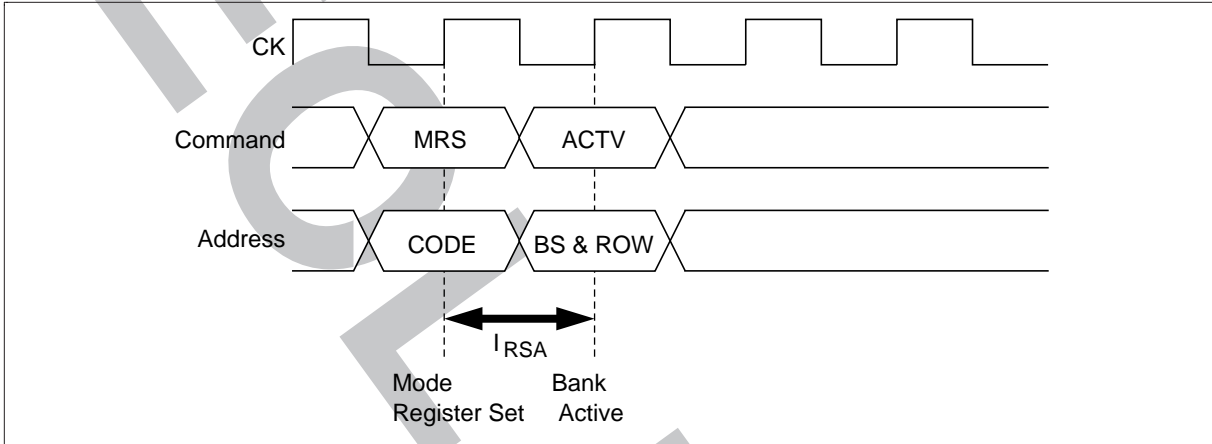 CK
Command
MRS
ACTV
Address
CODE
BS & ROW
I RSA
Mode
Register Set
Bank
Active